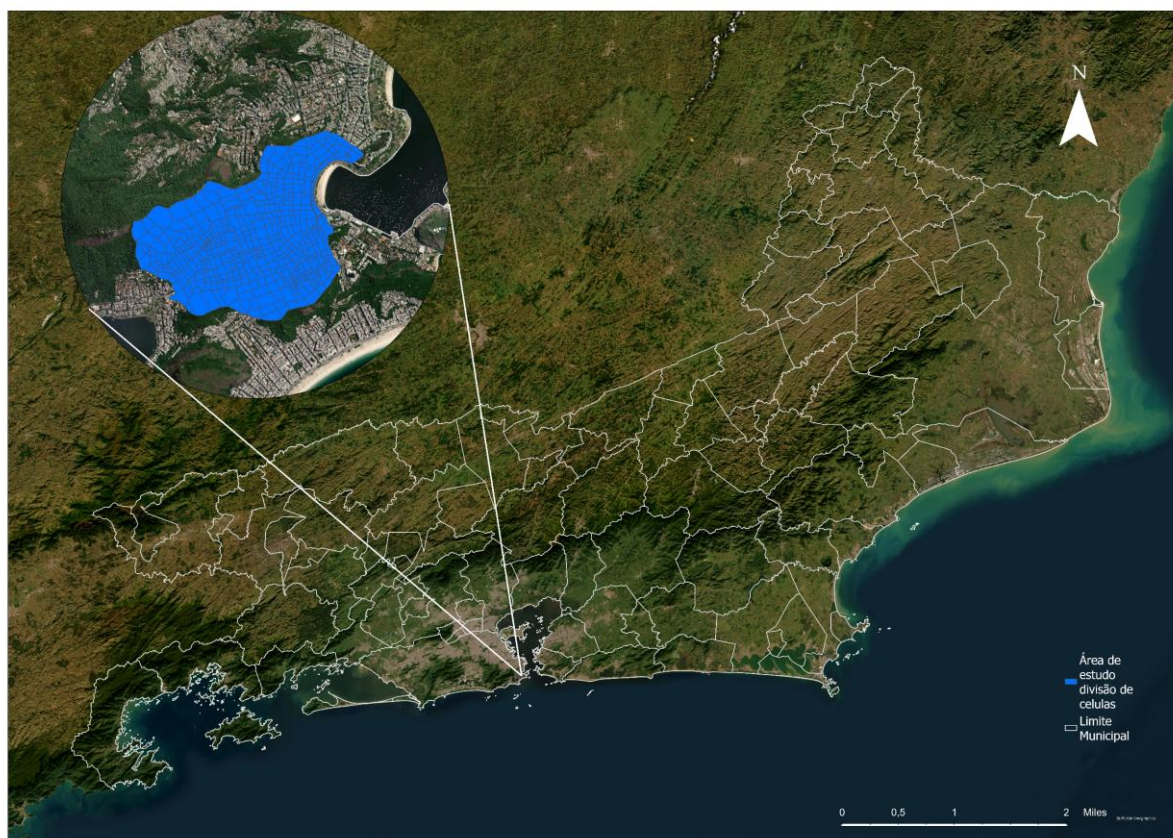 N
Área de
estudo
divisão de
celulas
Limite
Municipal
0 0,5 1 2 Miles